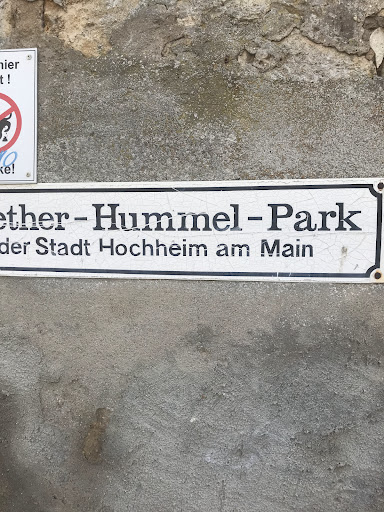 hier
t !
ke!
ether-Hummel-Park
der Stadt Hochheim am Main